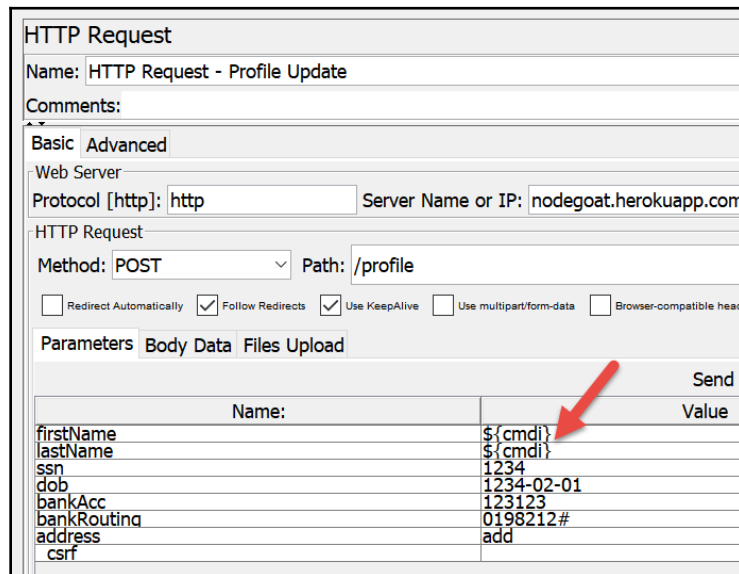 HTTP Request
Name: HTTP Request - Profile Update
Comments:
Basic Advanced
Web Server
Protocol [http]: http Server Name or IP: nodegoat.herokuapp.com
HTTP Request
Method: POST Path: /profile
Redirect Automatically Follow Redirects Use KeepAlive Use multipart/form-data Browser-compatible head
Parameters Body Data Files Upload
Send
Name: Value
firstName ${cmdi}
lastName ${cmdi}
ssn 1234
dob 1234-02-01
bankAcc 123123
bankRouting 0198212#
address add
csrf